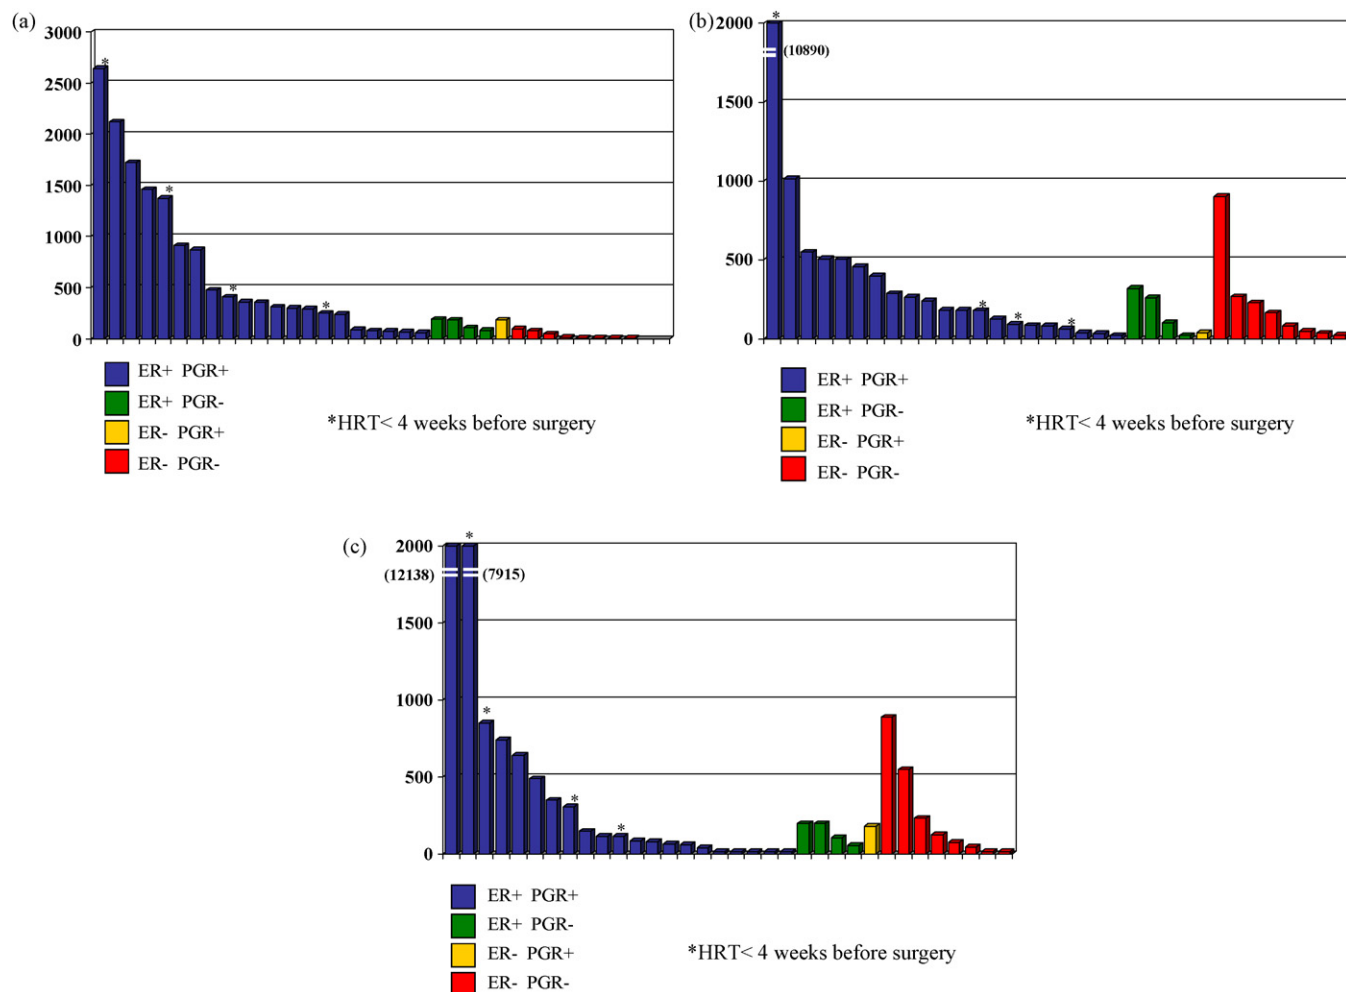 (a)
3000
2500
2000
1500
1000
500
0
*
*
*
*
ER+ PGR+
ER+ PGR-
ER- PGR+
ER- PGR-
*HRT< 4 weeks before surgery
(b)
2000
1500
1000
500
0
*
(10890)
*
*
*
ER+ PGR+
ER+ PGR-
ER- PGR+
ER- PGR-
*HRT< 4 weeks before surgery
(c)
2000
1500
1000
500
0
*
(12138)
(7915)
*
*
*
ER+ PGR+
ER+ PGR-
ER- PGR+
ER- PGR-
*HRT< 4 weeks before surgery